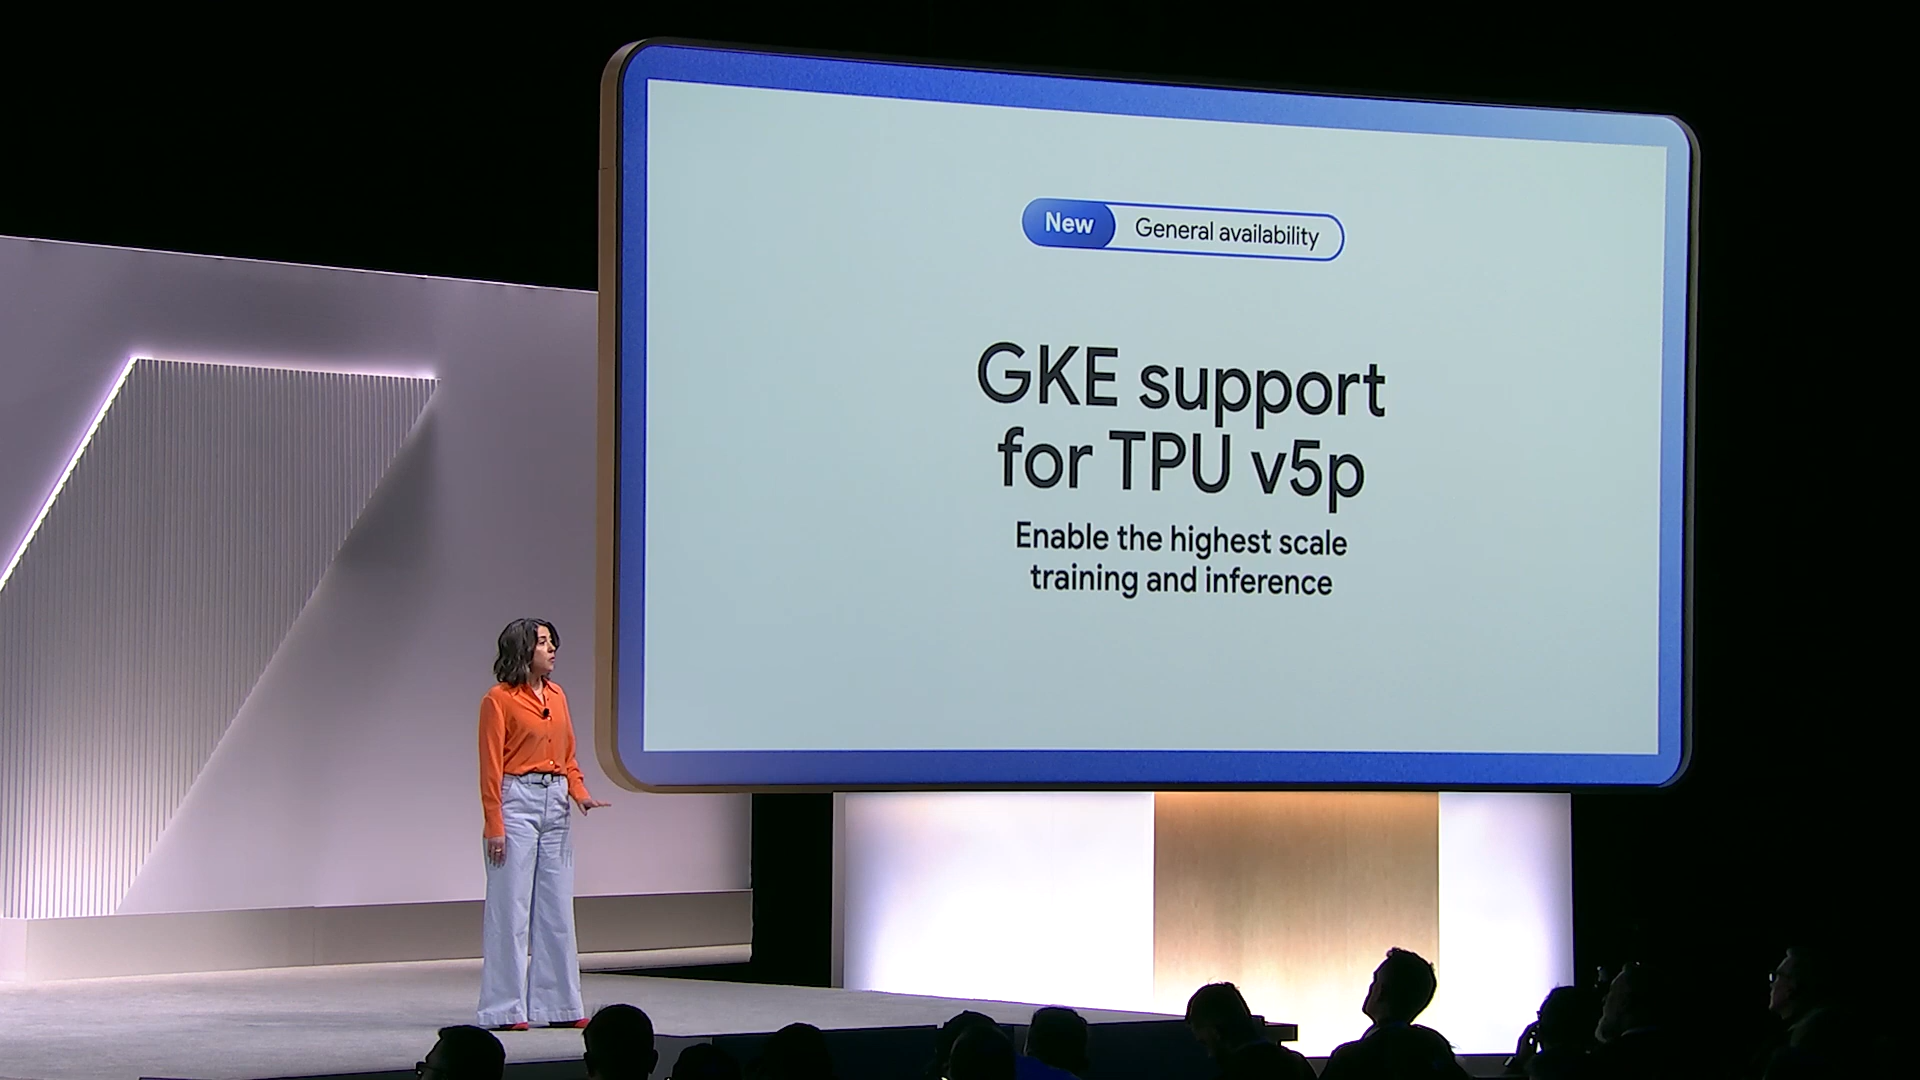 New General availability
GKE support
for TPU v5p
Enable the highest scale
training and inference